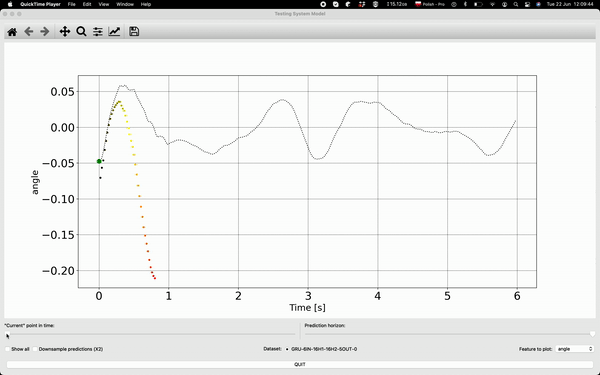 QuickTime Player File Edit View Window Help
15.12 GB Polish - Pro Tue 22 Jun 12:09:44
Testing System Model
0.05
0.00
−0.05
−0.10
−0.15
−0.20
angle
0 1 2 3 4 5 6
Time [s]
"Current" point in time: Prediction horizon:
Show all Downsample predictions (X2) Dataset: GRU-6IN-16H1-16H2-5OUT-0 Feature to plot: angle
QUIT